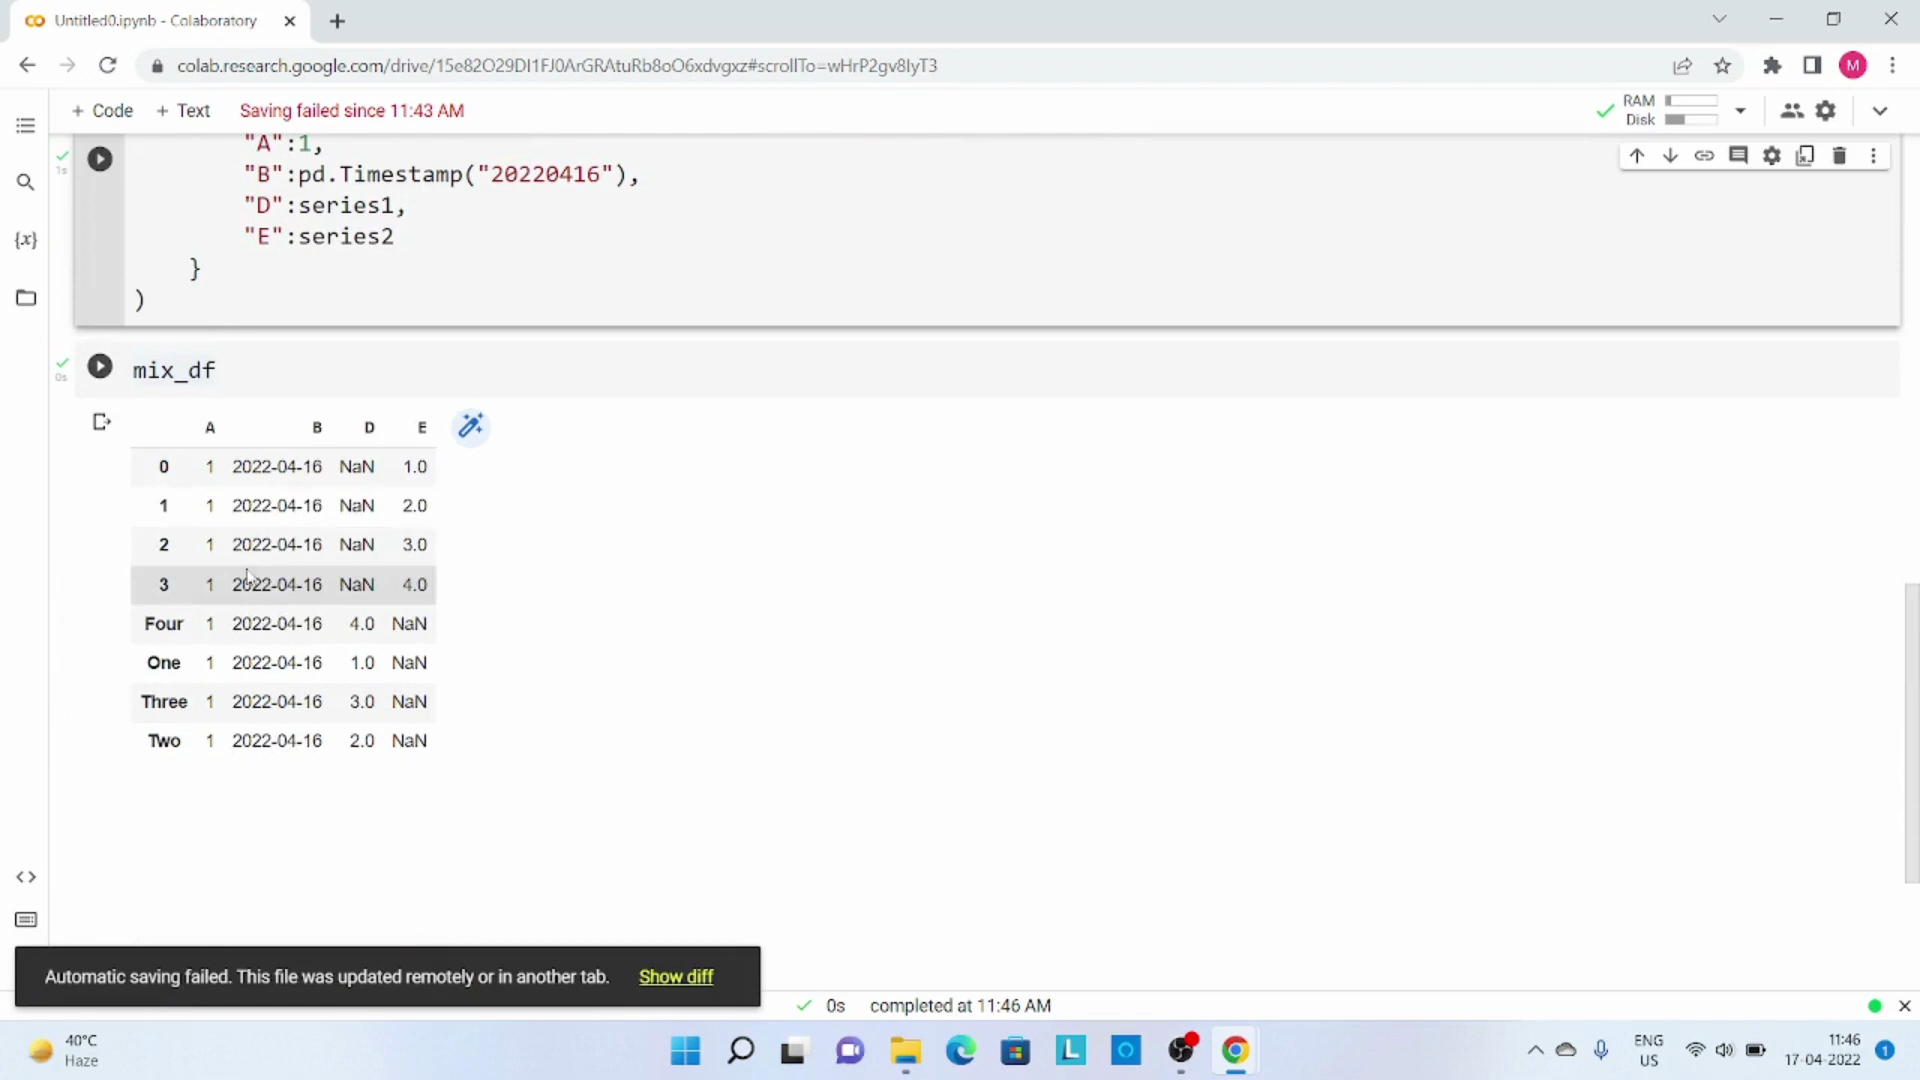 Untitled0.ipynb - Colaboratory
colab.research.google.com/drive/15e82O29DI1FJ0ArGRAtuRb8oO6xdvgxz#scrollTo=wHrP2gv8IyT3
M
+ Code + Text Saving failed since 11:43 AM
RAM
Disk
"A":1,
1s
"B":pd.Timestamp("20220416"),
"D":series1,
{x}
"E":series2
}
)
0s
mix_df
A B D E
0 1 2022-04-16 NaN 1.0
1 1 2022-04-16 NaN 2.0
2 1 2022-04-16 NaN 3.0
3 1 2022-04-16 NaN 4.0
Four 1 2022-04-16 4.0 NaN
One 1 2022-04-16 1.0 NaN
Three 1 2022-04-16 3.0 NaN
Two 1 2022-04-16 2.0 NaN
Automatic saving failed. This file was updated remotely or in another tab. Show diff
0s completed at 11:46 AM
40°C
Haze
L
ENG
US
11:46
17-04-2022
1